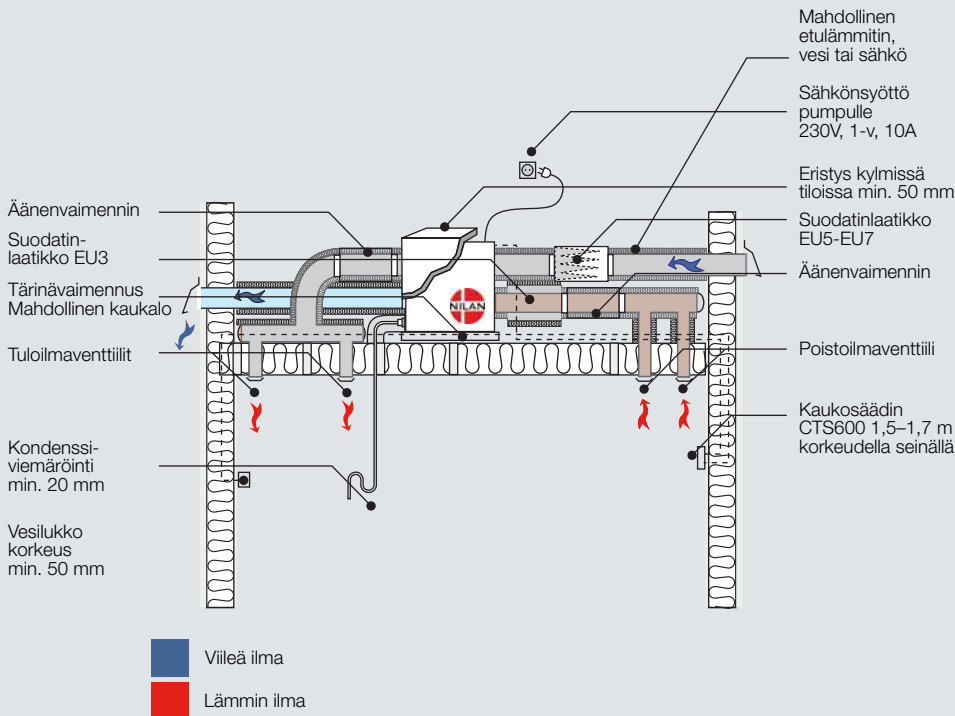 Mahdollinen
etulämmitin,
vesi tai sähkö
Sähkönsyöttö
pumpulle
230V, 1-v, 10A
Eristys kylmissä
tiloissa min. 50 mm
Suodatinlaatikko
EU5-EU7
Äänenvaimennin
Poistoilmaventtiili
Kaukosäädin
CTS600 1,5–1,7 m
korkeudella seinällä
Äänenvaimennin
Suodatin-
laatikko EU3
Tärinävaimennus
Mahdollinen kaukalo
Tuloilmaventtiilit
Kondenssi-
viemäröinti
min. 20 mm
Vesilukko
korkeus
min. 50 mm
NILAN
Viileä ilma
Lämmin ilma